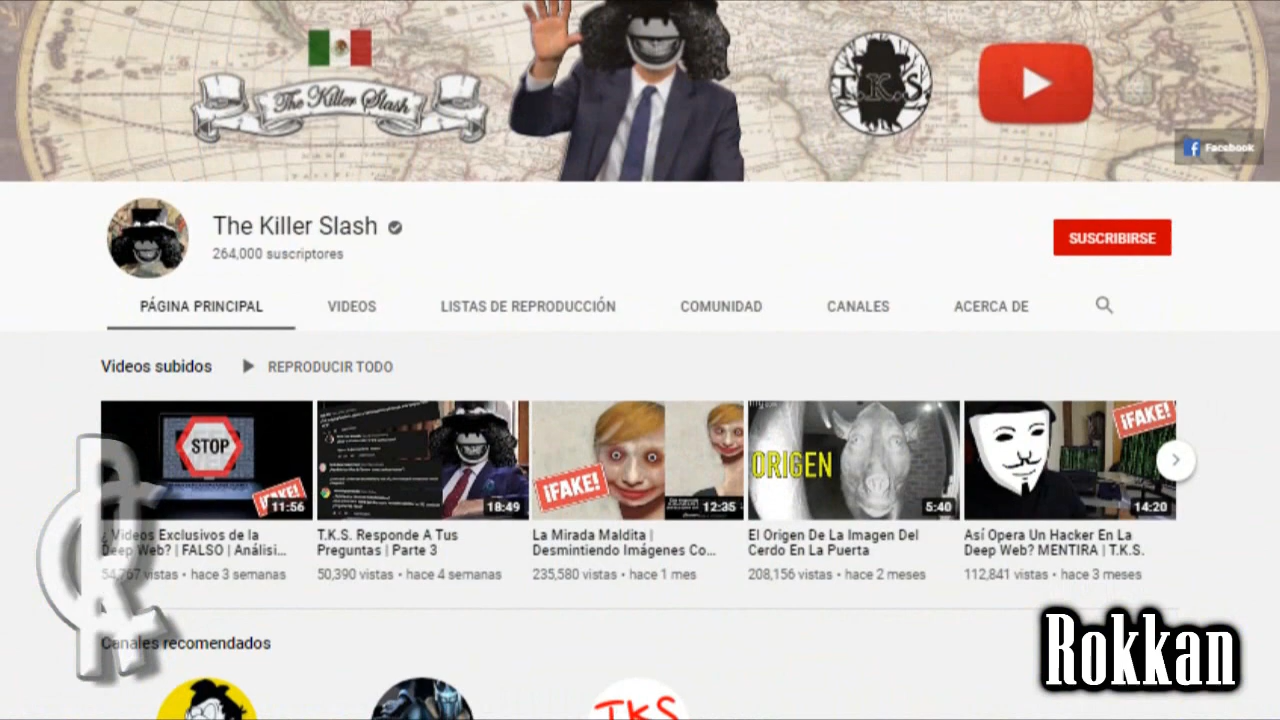 The Killer Slash
T.K.S.
Facebook
The Killer Slash
264,000 suscriptores
SUSCRIBIRSE
PÁGINA PRINCIPAL
VIDEOS
LISTAS DE REPRODUCCIÓN
COMUNIDAD
CANALES
ACERCA DE
Videos subidos
REPRODUCIR TODO
STOP
¡FAKE!
11:56
18:49
¡FAKE!
12:35
ORIGEN
5:40
¡FAKE!
14:20
¿Videos Exclusivos de la
Deep Web? | FALSO | Análisi...
54,767 vistas • hace 3 semanas
T.K.S. Responde A Tus
Preguntas | Parte 3
50,390 vistas • hace 4 semanas
La Mirada Maldita |
Desmintiendo Imágenes Co...
235,580 vistas • hace 1 mes
El Origen De La Imagen Del
Cerdo En La Puerta
208,156 vistas • hace 2 meses
Así Opera Un Hacker En La
Deep Web? MENTIRA | T.K.S.
112,841 vistas • hace 3 meses
Canales recomendados
TKS
Rokkan